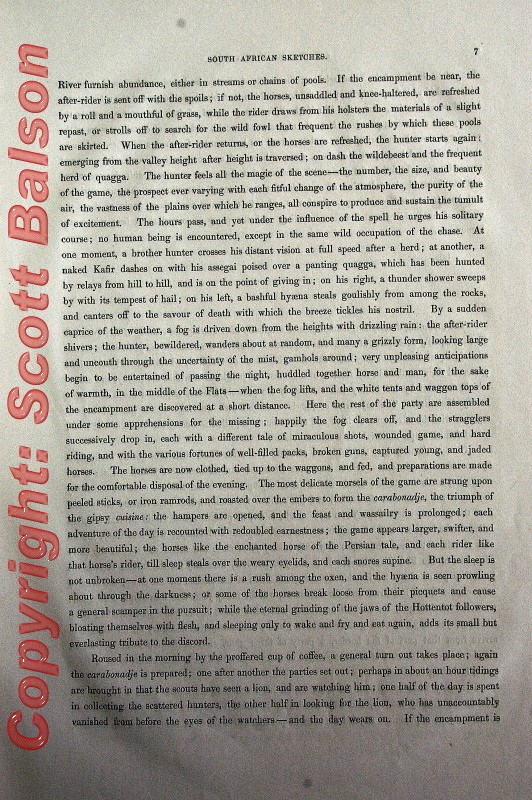 SOUTH AFRICAN SKETCHES.
7
River furnish abundance, either in streams or chains of pools. If the encampment be near, the
after-rider is sent off with the spoils; if not, the horses, unsaddled and knee-haltered, are refreshed
by a roll and a mouthful of grass, while the rider draws from his holsters the materials of a slight
repast, or strolls off to search for the wild fowl that frequent the rushes by which these pools
are skirted. When the after-rider returns, or the horses are refreshed, the hunter starts again:
emerging from the valley height after height is traversed; on dash the wildebeest and the frequent
herd of quagga. The hunter feels all the magic of the scene—the number, the size, and beauty
of the game, the prospect ever varying with each fitful change of the atmosphere, the purity of the
air, the vastness of the plains over which he ranges, all conspire to produce and sustain the tumult
of excitement. The hours pass, and yet under the influence of the spell he urges his solitary
course; no human being is encountered, except in the same wild occupation of the chase. At
one moment, a brother hunter crosses his distant vision at full speed after a herd; at another, a
naked Kafir dashes on with his assegai poised over a panting quagga, which has been hunted
by relays from hill to hill, and is on the point of giving in; on his right, a thunder shower sweeps
by with its tempest of hail; on his left, a bashful hyæna steals goulishly from among the rocks,
and canters off to the savour of death with which the breeze tickles his nostril. By a sudden
caprice of the weather, a fog is driven down from the heights with drizzling rain: the after-rider
shivers; the hunter, bewildered, wanders about at random, and many a grizzly form, looking large
and uncouth through the uncertainty of the mist, gambols around; very unpleasing anticipations
begin to be entertained of passing the night, huddled together horse and man, for the sake
of warmth, in the middle of the Flats—when the fog lifts, and the white tents and waggon tops of
the encampment are discovered at a short distance. Here the rest of the party are assembled
under some apprehensions for the missing; happily the fog clears off, and the stragglers
successively drop in, each with a different tale of miraculous shots, wounded game, and hard
riding, and with the various fortunes of well-filled packs, broken guns, captured young, and jaded
horses. The horses are now clothed, tied up to the waggons, and fed, and preparations are made
for the comfortable disposal of the evening. The most delicate morsels of the game are strung upon
peeled sticks, or iron ramrods, and roasted over the embers to form the carabonadje, the triumph of
the gipsy cuisine: the hampers are opened, and the feast and wassailry is prolonged; each
adventure of the day is recounted with redoubled earnestness; the game appears larger, swifter, and
more beautiful; the horses like the enchanted horse of the Persian tale, and each rider like
that horse's rider, till sleep steals over the weary eyelids, and each snores supine. But the sleep is
not unbroken—at one moment there is a rush among the oxen, and the hyæna is seen prowling
about through the darkness; or some of the horses break loose from their picquets and cause
a general scamper in the pursuit; while the eternal grinding of the jaws of the Hottentot followers,
bloating themselves with flesh, and sleeping only to wake and fry and eat again, adds its small but
everlasting tribute to the discord.
Roused in the morning by the proffered cup of coffee, a general turn out takes place; again
the carabonadje is prepared; one after another the parties set out; perhaps in about an hour tidings
are brought in that the scouts have seen a lion, and are watching him; one half of the day is spent
in collecting the scattered hunters, the other half in looking for the lion, who has unaccountably
vanished from before the eyes of the watchers—and the day wears on. If the encampment is
Copyright: Scott Balson